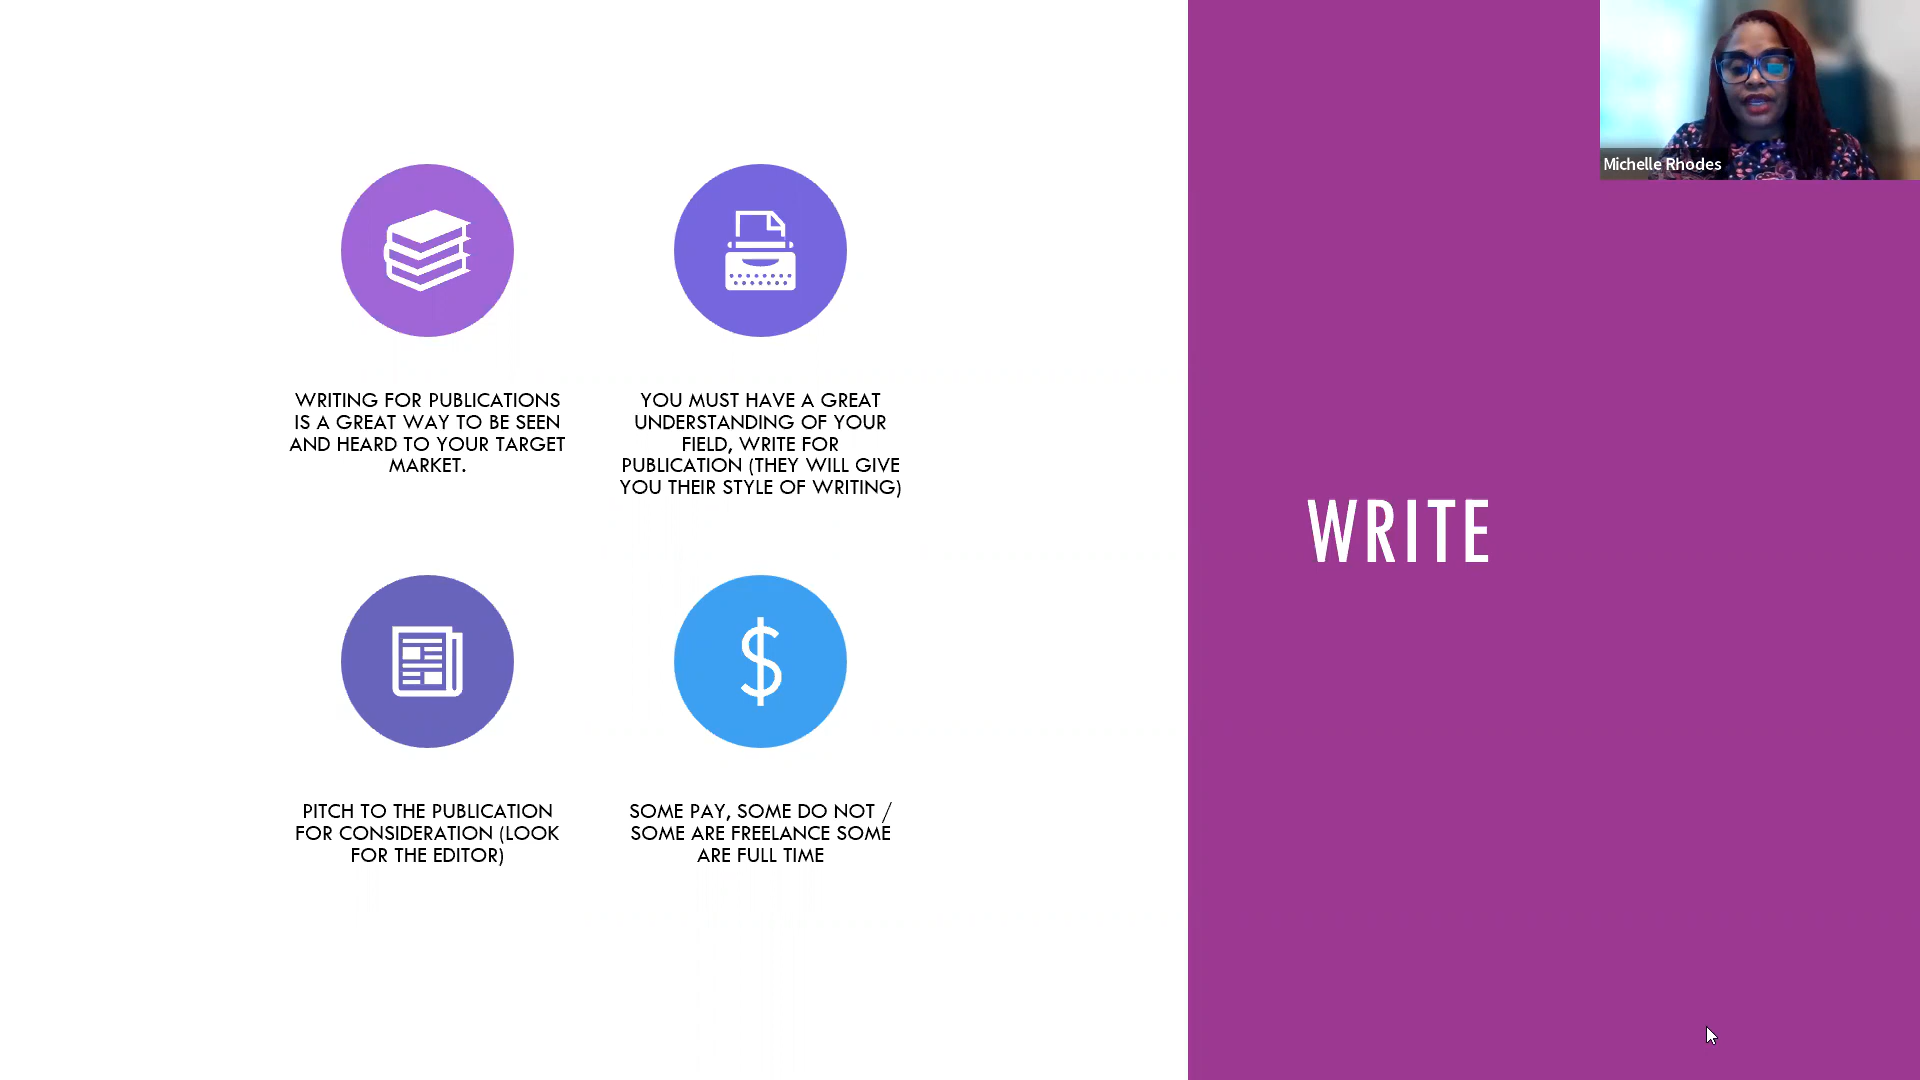 Michelle Rhodes
WRITING FOR PUBLICATIONS
IS A GREAT WAY TO BE SEEN
AND HEARD TO YOUR TARGET
MARKET.
YOU MUST HAVE A GREAT
UNDERSTANDING OF YOUR
FIELD, WRITE FOR
PUBLICATION (THEY WILL GIVE
YOU THEIR STYLE OF WRITING)
PITCH TO THE PUBLICATION
FOR CONSIDERATION (LOOK
FOR THE EDITOR)
$
SOME PAY, SOME DO NOT /
SOME ARE FREELANCE SOME
ARE FULL TIME
WRITE